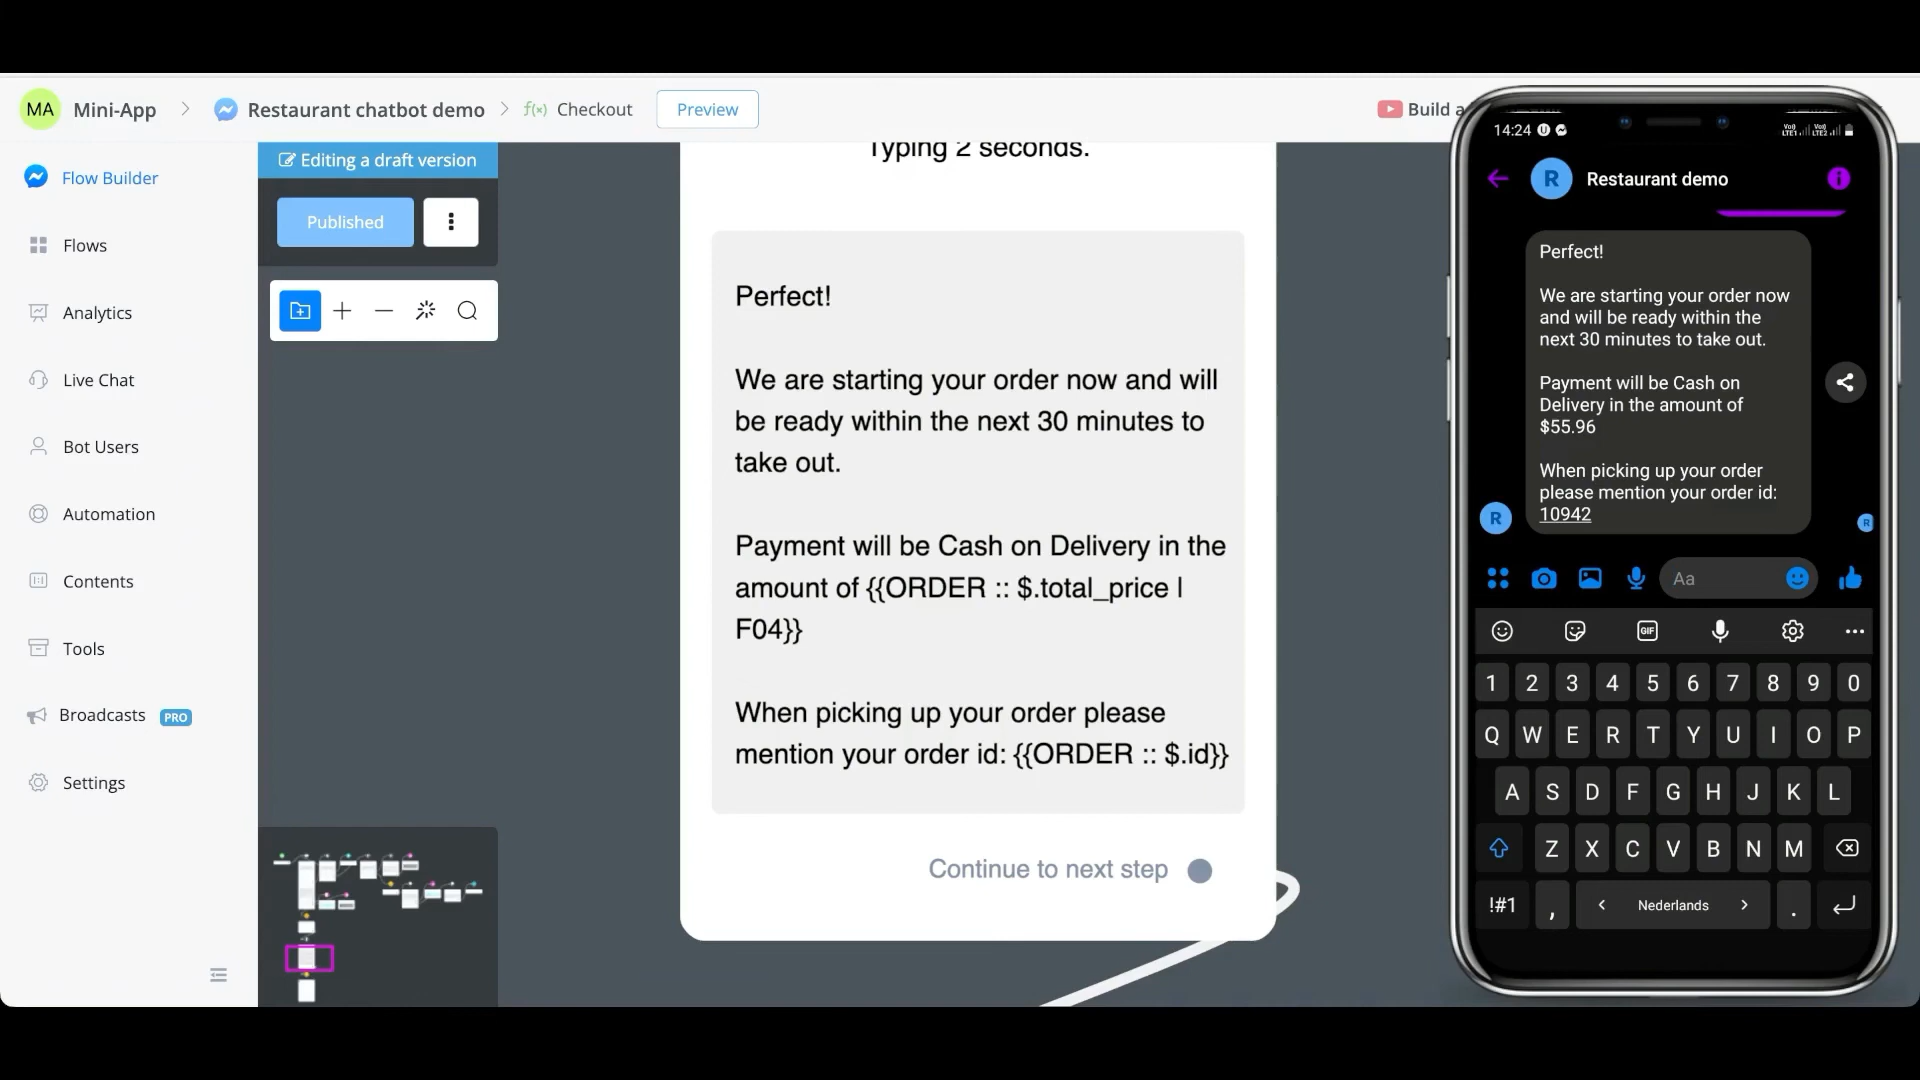 MA Mini-App > Restaurant chatbot demo > f(x) Checkout Preview
Build a
Flow Builder
Flows
Analytics
Live Chat
Bot Users
Automation
Contents
Tools
Broadcasts PRO
Settings
Editing a draft version
Published
Typing 2 seconds.
Perfect!
We are starting your order now and will
be ready within the next 30 minutes to
take out.
Payment will be Cash on Delivery in the
amount of {{ORDER :: $.total_price |
F04}}
When picking up your order please
mention your order id: {{ORDER :: $.id}}
Continue to next step
14:24
R Restaurant demo
Perfect!
We are starting your order now
and will be ready within the
next 30 minutes to take out.
Payment will be Cash on
Delivery in the amount of
$55.96
When picking up your order
please mention your order id:
10942
R
R
Aa
GIF
1 2 3 4 5 6 7 8 9 0
Q W E R T Y U I O P
A S D F G H J K L
Z X C V B N M
!#1 , < Nederlands > .